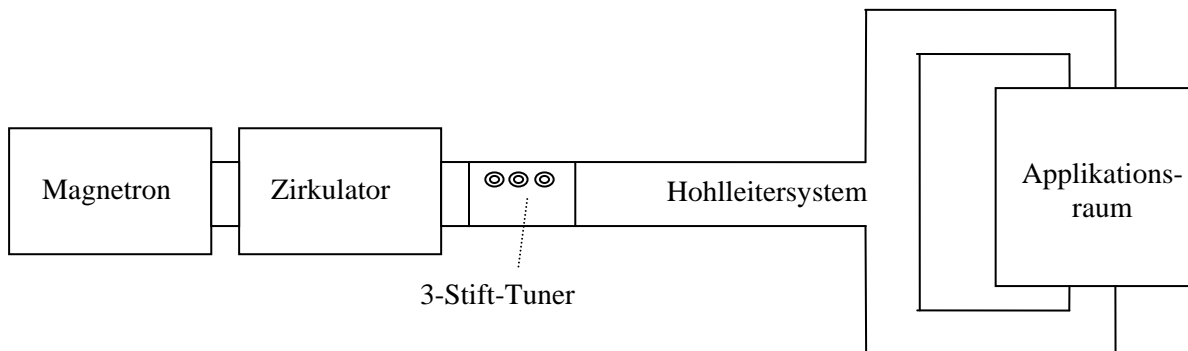 Magnetron
Zirkulator
Hohlleitersystem
Applikations-
raum
3-Stift-Tuner